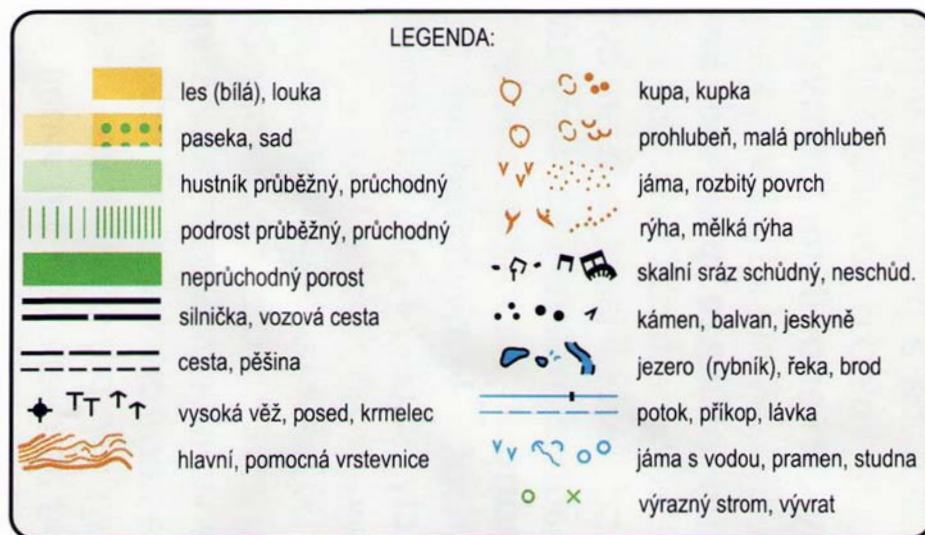 LEGENDA:
les (bílá), louka
paseka, sad
hustník průběžný, průchodný
podrost průběžný, průchodný
neprůchodný porost
silnička, vozová cesta
cesta, pěšina
vysoká věž, posed, krmelec
hlavní, pomocná vrstevnice
kupa, kupka
prohlubeň, malá prohlubeň
jáma, rozbitý povrch
rýha, mělká rýha
skalní sráz schůdný, neschůd.
kámen, balvan, jeskyně
jezero (rybník), řeka, brod
potok, příkop, lávka
jáma s vodou, pramen, studna
výrazný strom, vývrat